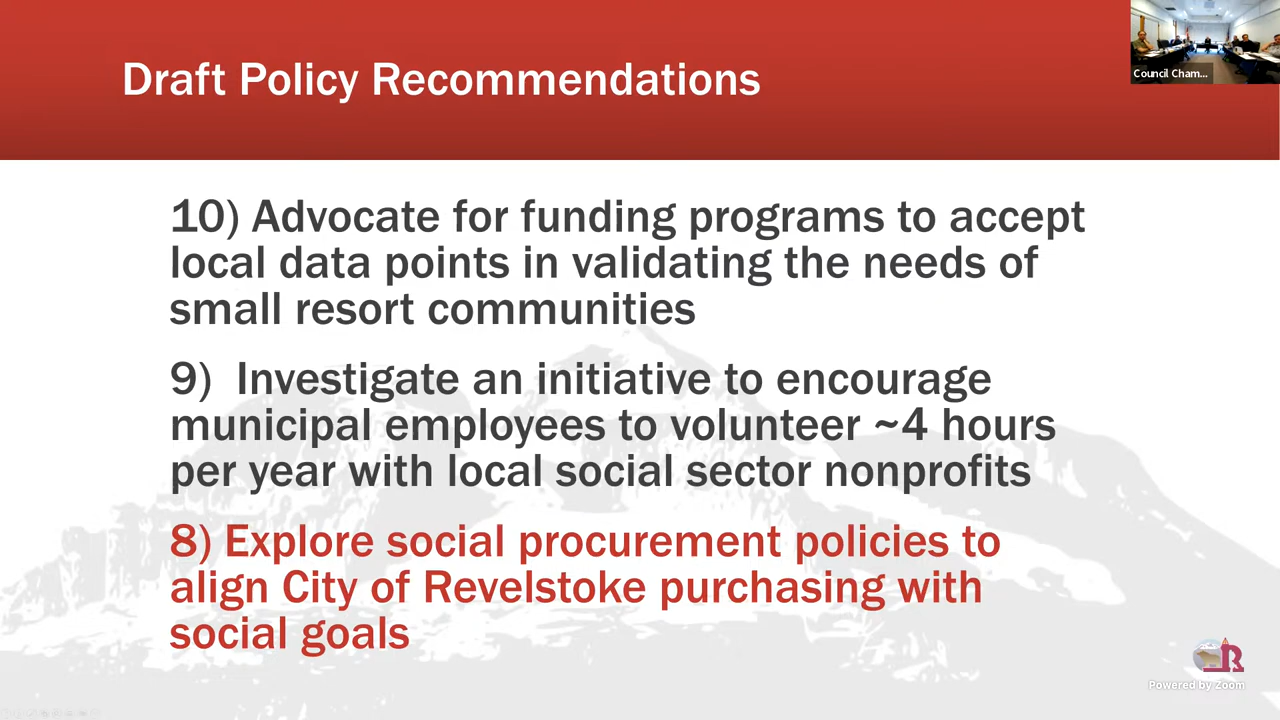 Draft Policy Recommendations
Council Cham...
10) Advocate for funding programs to accept
local data points in validating the needs of
small resort communities
9) Investigate an initiative to encourage
municipal employees to volunteer ~4 hours
per year with local social sector nonprofits
8) Explore social procurement policies to
align City of Revelstoke purchasing with
social goals
R
Powered by Zoom